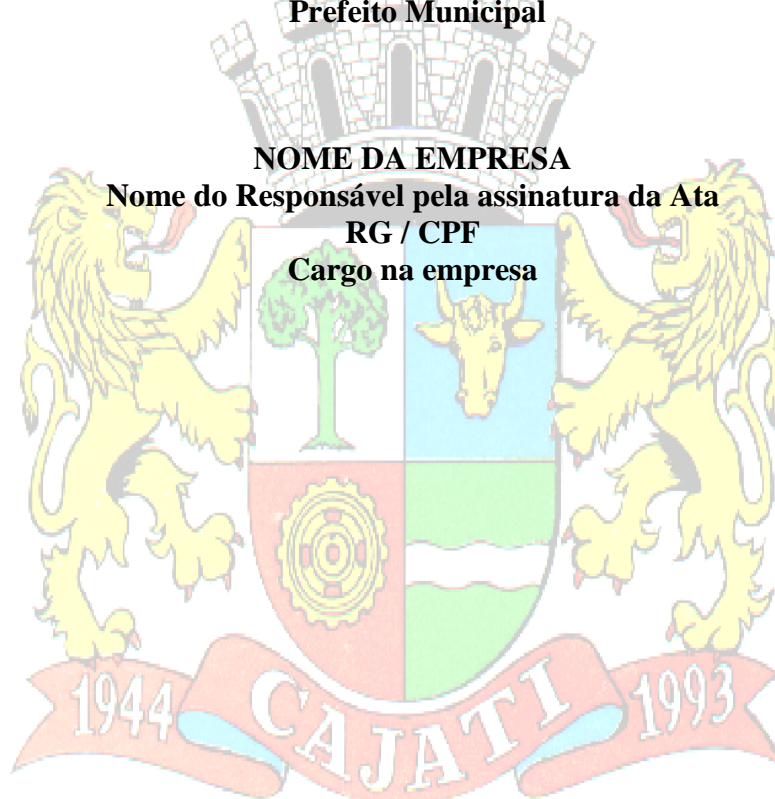 Prefeito Municipal
NOME DA EMPRESA
Nome do Responsável pela assinatura da Ata
RG / CPF
Cargo na empresa
1944 CAJATI 1993